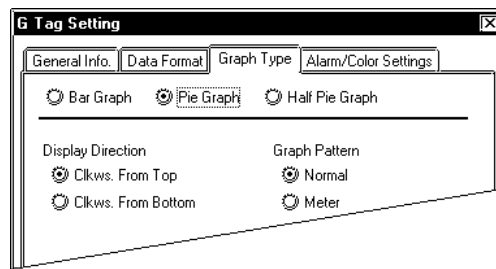 G Tag Setting
General Info. Data Format Graph Type Alarm/Color Settings
Bar Graph Pie Graph Half Pie Graph
Display Direction Graph Pattern
Clkws. From Top Normal
Clkws. From Bottom Meter